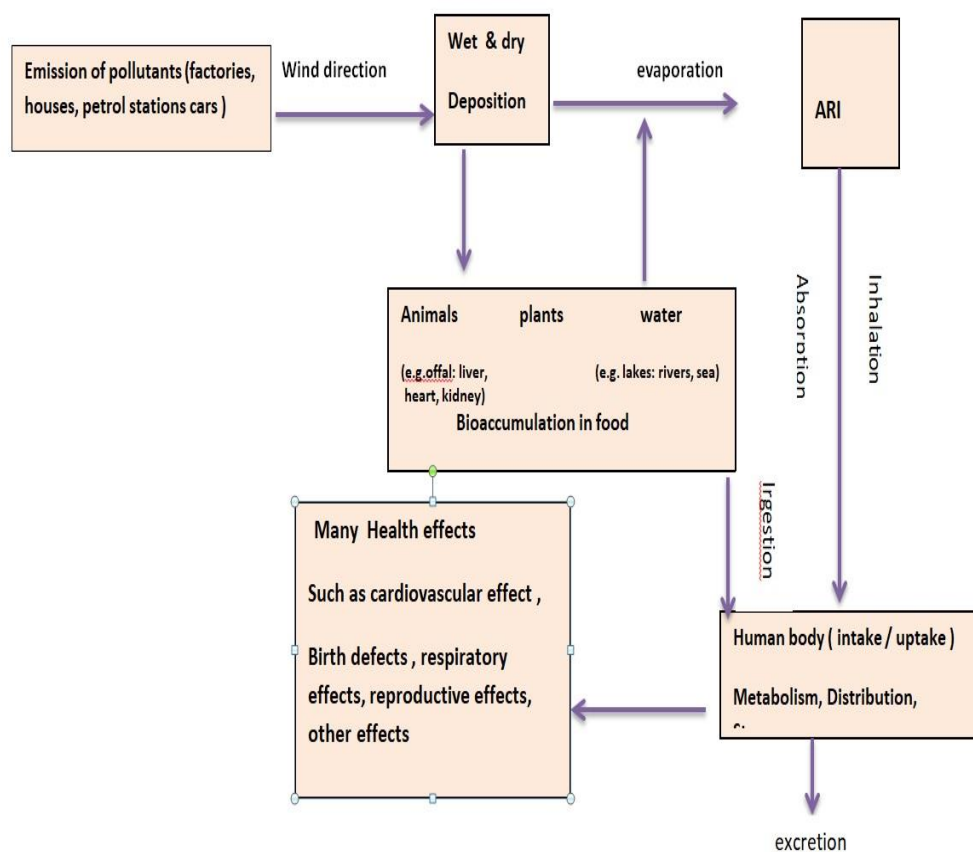 Emission of pollutants (factories,
houses, petrol stations cars )
Wind direction
Wet & dry
Deposition
evaporation
ARI
Absorption
Inhalation
Animals plants water
(e.g.offal: liver,
heart, kidney)
(e.g. lakes: rivers, sea)
Bioaccumulation in food
Irgestion
Many Health effects
Such as cardiovascular effect ,
Birth defects , respiratory
effects, reproductive effects,
other effects
Human body ( intake / uptake )
Metabolism, Distribution,
excretion